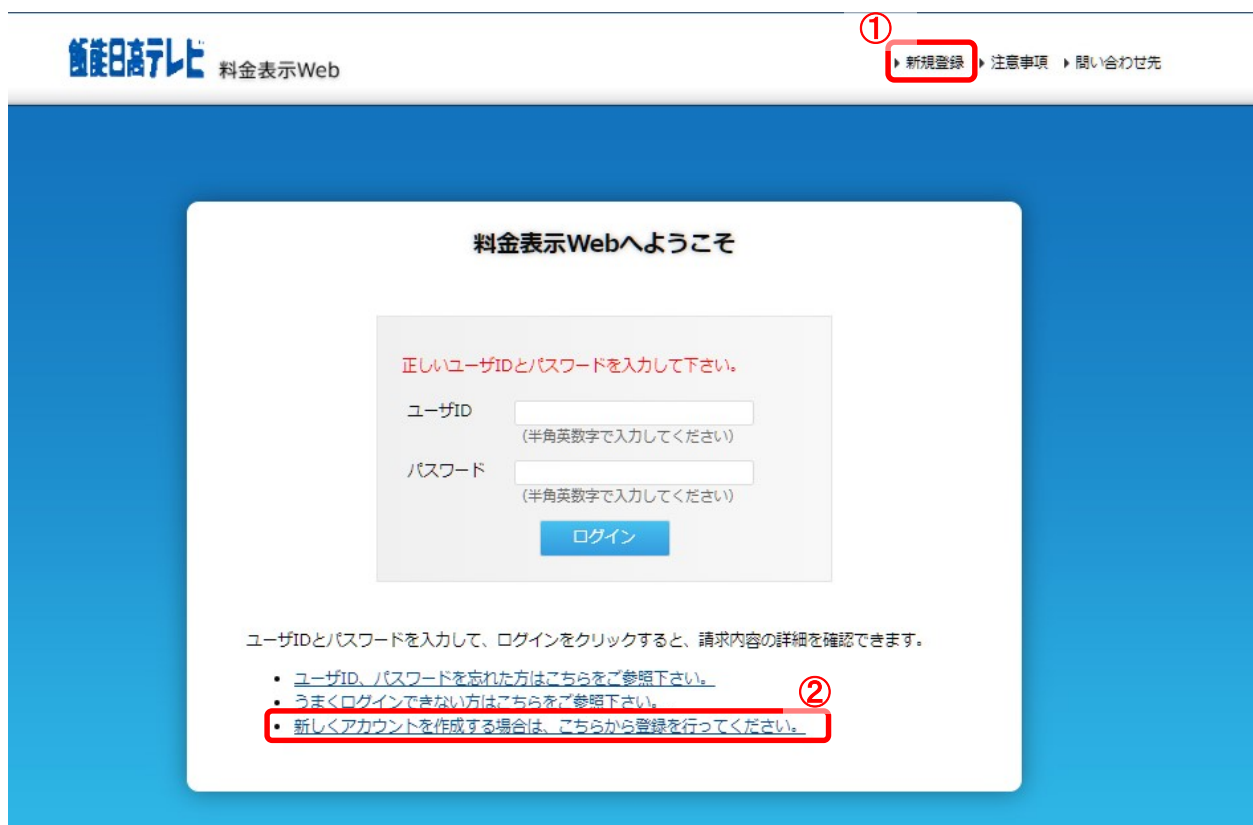 ①
飯能日高テレビ 料金表示Web
新規登録 注意事項 問い合わせ先
料金表示Webへようこそ
正しいユーザIDとパスワードを入力して下さい。
ユーザID
(半角英数字で入力してください)
パスワード
(半角英数字で入力してください)
ログイン
ユーザIDとパスワードを入力して、ログインをクリックすると、請求内容の詳細を確認できます。
• ユーザID、パスワードを忘れた方はこちらをご参照下さい。
②
• うまくログインできない方はこちらをご参照下さい。
• 新しくアカウントを作成する場合は、こちらから登録を行ってください。